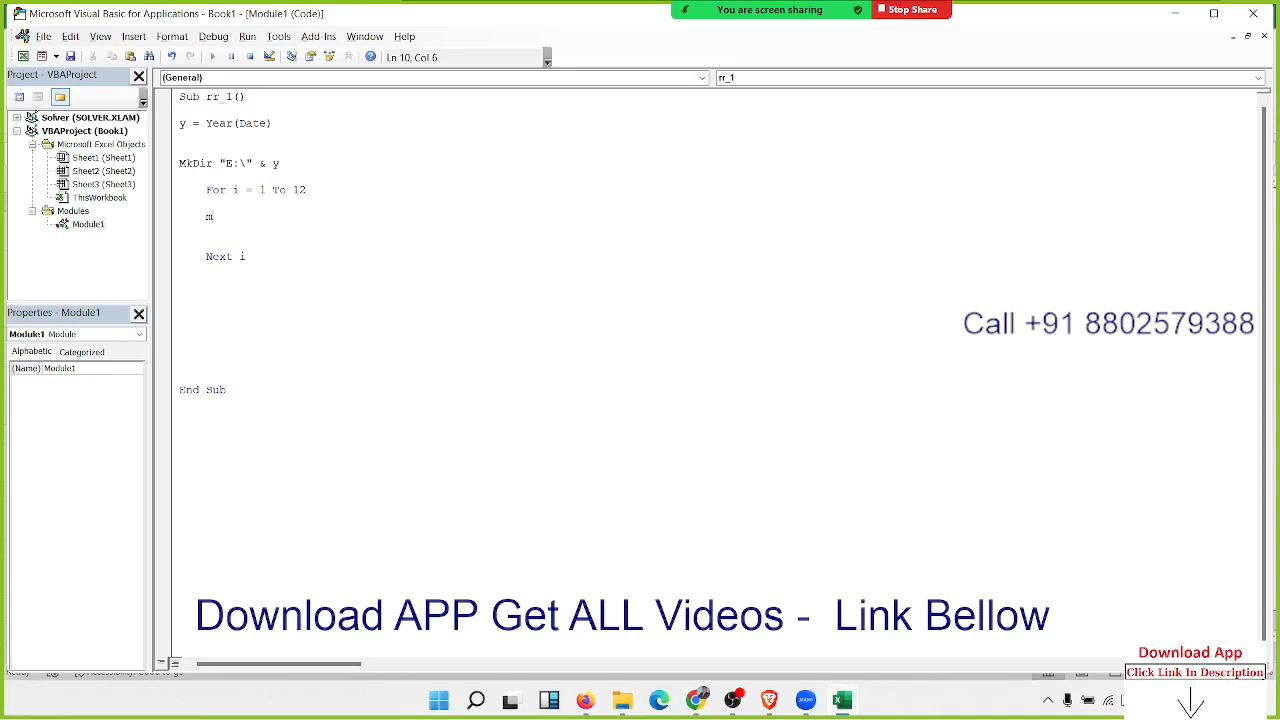 Microsoft Visual Basic for Applications - Book1 - [Module1 (Code)]
You are screen sharing
Stop Share
File Edit View Insert Format Debug Run Tools Add-Ins Window Help
Ln 10, Col 6
Project - VBAProject
(General)
rr_1
Solver (SOLVER.XLAM)
VBAProject (Book1)
Microsoft Excel Objects
Sheet1 (Sheet1)
Sheet2 (Sheet2)
Sheet3 (Sheet3)
ThisWorkbook
Modules
Module1
Sub rr_1()
y = Year(Date)
MkDir "E:\" & y
For i = 1 To 12
m
Next i
End Sub
Properties - Module1
Module1 Module
Alphabetic Categorized
(Name) Module1
Call +91 8802579388
Download APP Get ALL Videos - Link Bellow
Download App
Click Link In Description
zoom